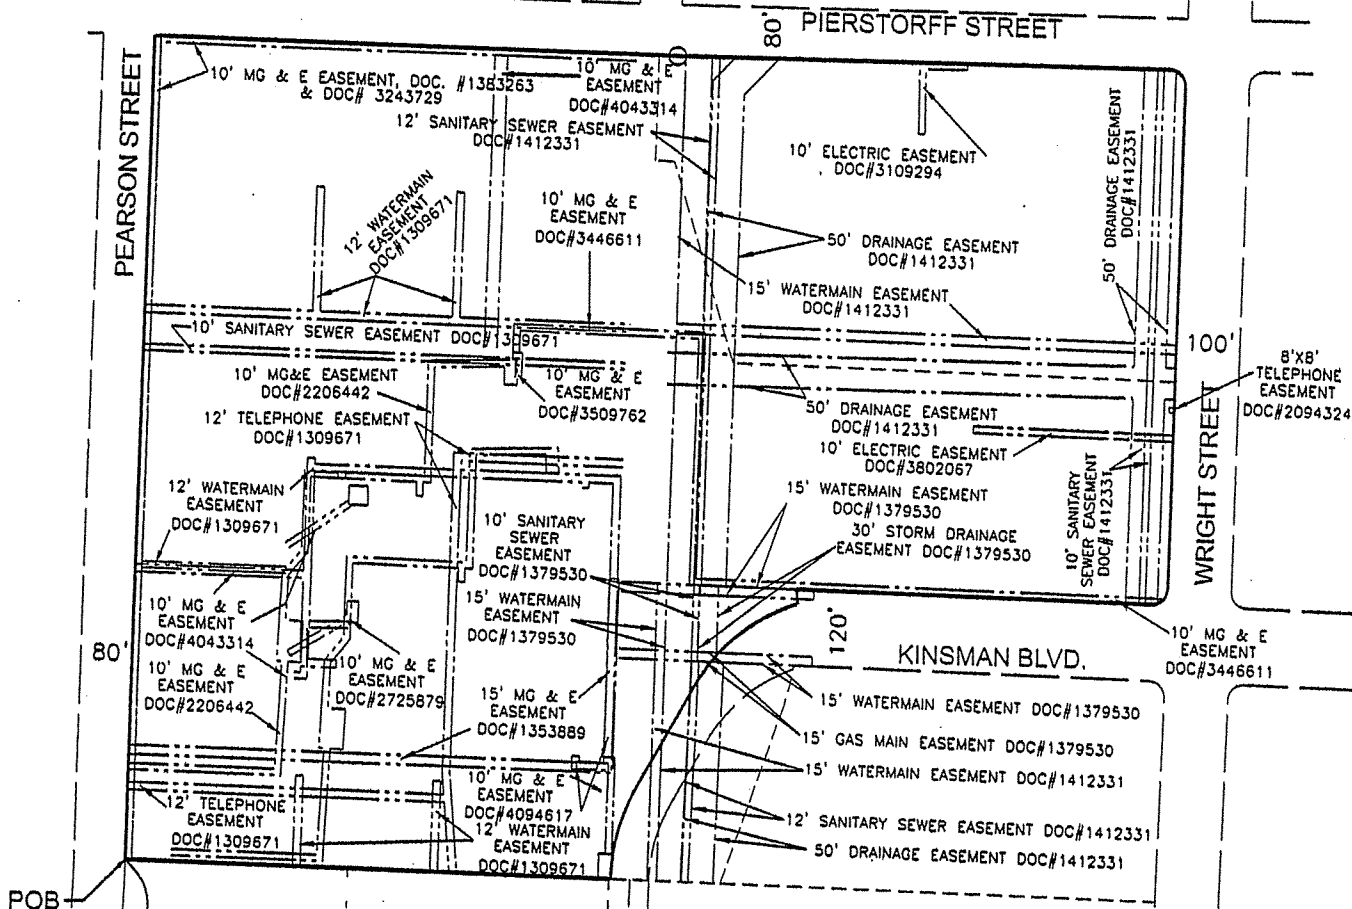 PIERSTORFF STREET
80'
PEARSON STREET
10' MG & E EASEMENT, DOC. #1383263
& DOC# 3243729
10' MG & E
EASEMENT
DOC#4043314
12' SANITARY SEWER EASEMENT
DOC#1412331
10' ELECTRIC EASEMENT
DOC#3109294
50' DRAINAGE EASEMENT
DOC#1412331
12' WATERMAIN
EASEMENT
DOC#1309671
10' MG & E
EASEMENT
DOC#3446611
50' DRAINAGE EASEMENT
DOC#1412331
15' WATERMAIN EASEMENT
DOC#1412331
10' SANITARY SEWER EASEMENT DOC#1309671
100'
8'X8'
TELEPHONE
EASEMENT
DOC#2094324
10' MG&E EASEMENT
DOC#2206442
10' MG & E
EASEMENT
DOC#3509762
12' TELEPHONE EASEMENT
DOC#1309671
50' DRAINAGE EASEMENT
DOC#1412331
10' ELECTRIC EASEMENT
DOC#3802067
WRIGHT STREET
10' SANITARY
SEWER EASEMENT
DOC#1412331
12' WATERMAIN
EASEMENT
DOC#1309671
15' WATERMAIN EASEMENT
DOC#1379530
10' SANITARY
SEWER
EASEMENT
DOC#1379530
30' STORM DRAINAGE
EASEMENT DOC#1379530
10' MG & E
EASEMENT
DOC#4043314
15' WATERMAIN
EASEMENT
DOC#1379530
80'
120'
KINSMAN BLVD.
10' MG & E
EASEMENT
DOC#3446611
10' MG & E
EASEMENT
DOC#2206442
10' MG & E
EASEMENT
DOC#2725879
15' MG & E
EASEMENT
DOC#1353889
15' WATERMAIN EASEMENT DOC#1379530
15' GAS MAIN EASEMENT DOC#1379530
15' WATERMAIN EASEMENT DOC#1412331
10' MG & E
EASEMENT
DOC#4094617
12' TELEPHONE
EASEMENT
DOC#1309671
12' WATERMAIN
EASEMENT
DOC#1309671
12' SANITARY SEWER EASEMENT DOC#1412331
50' DRAINAGE EASEMENT DOC#1412331
POB